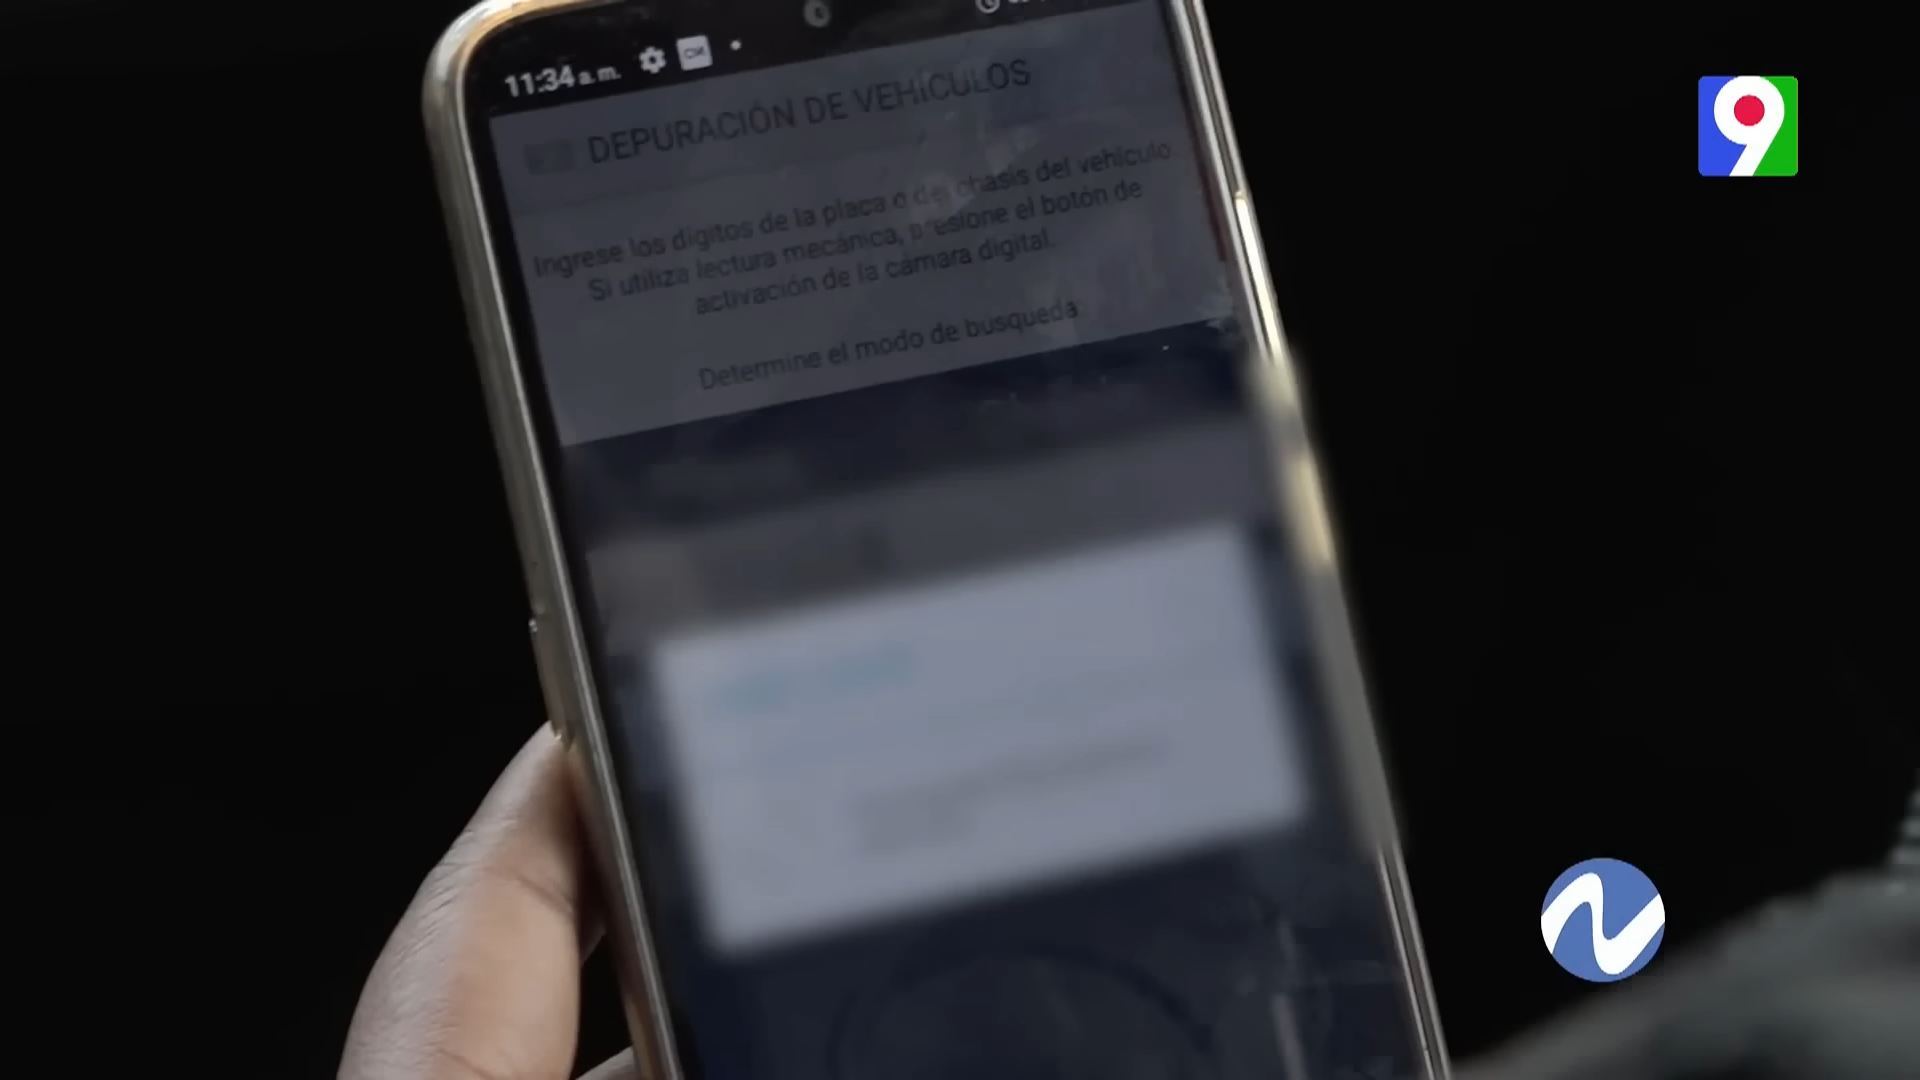 11:34 a.m.
DEPURACIÓN DE VEHÍCULOS
Ingrese los dígitos de la placa o del chasis del vehículo.
Si utiliza lectura mecánica, presione el botón de
activación de la cámara digital.
Determine el modo de busqueda
9